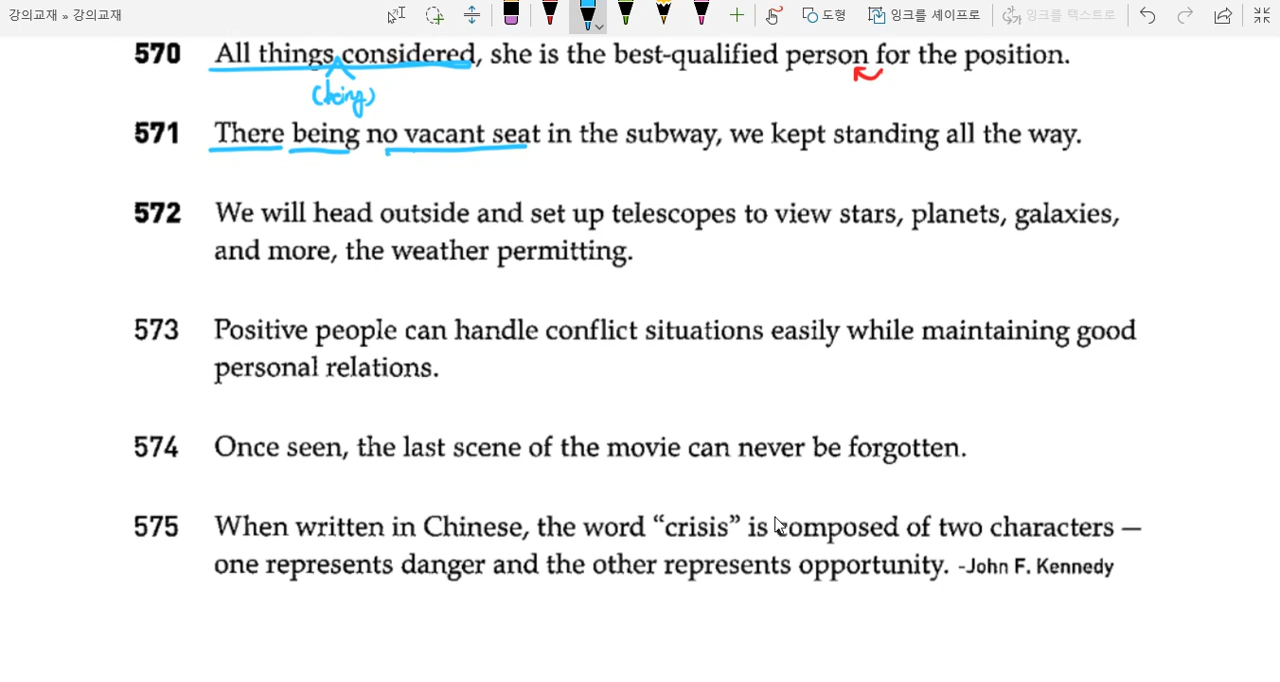 강의교재 » 강의교재 도형 잉크를 셰이프로 잉크를 텍스트로
570 All things considered, she is the best-qualified person for the position.
(being)
571 There being no vacant seat in the subway, we kept standing all the way.
572 We will head outside and set up telescopes to view stars, planets, galaxies,
and more, the weather permitting.
573 Positive people can handle conflict situations easily while maintaining good
personal relations.
574 Once seen, the last scene of the movie can never be forgotten.
575 When written in Chinese, the word “crisis” is composed of two characters —
one represents danger and the other represents opportunity. -John F. Kennedy